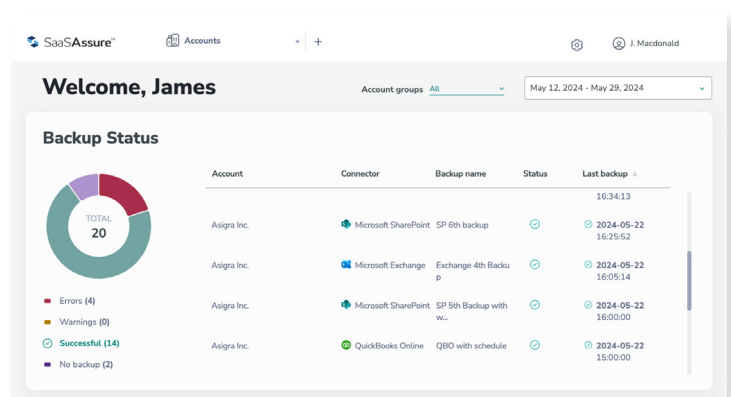 SaaSAssure™
Accounts
+
J. Macdonald
Welcome, James
Account groups All
May 12, 2024 - May 29, 2024
Backup Status
TOTAL
20
Errors (4)
Warnings (0)
Successful (14)
No backup (2)
Account Connector Backup name Status Last backup ↓
16:34:13
Asigra Inc. Microsoft SharePoint SP 6th backup 2024-05-22
16:25:52
Asigra Inc. Microsoft Exchange Exchange 4th Backu 2024-05-22
p 16:05:14
Asigra Inc. Microsoft SharePoint SP 5th Backup with 2024-05-22
w... 16:00:00
Asigra Inc. QuickBooks Online QBO with schedule 2024-05-22
15:00:00